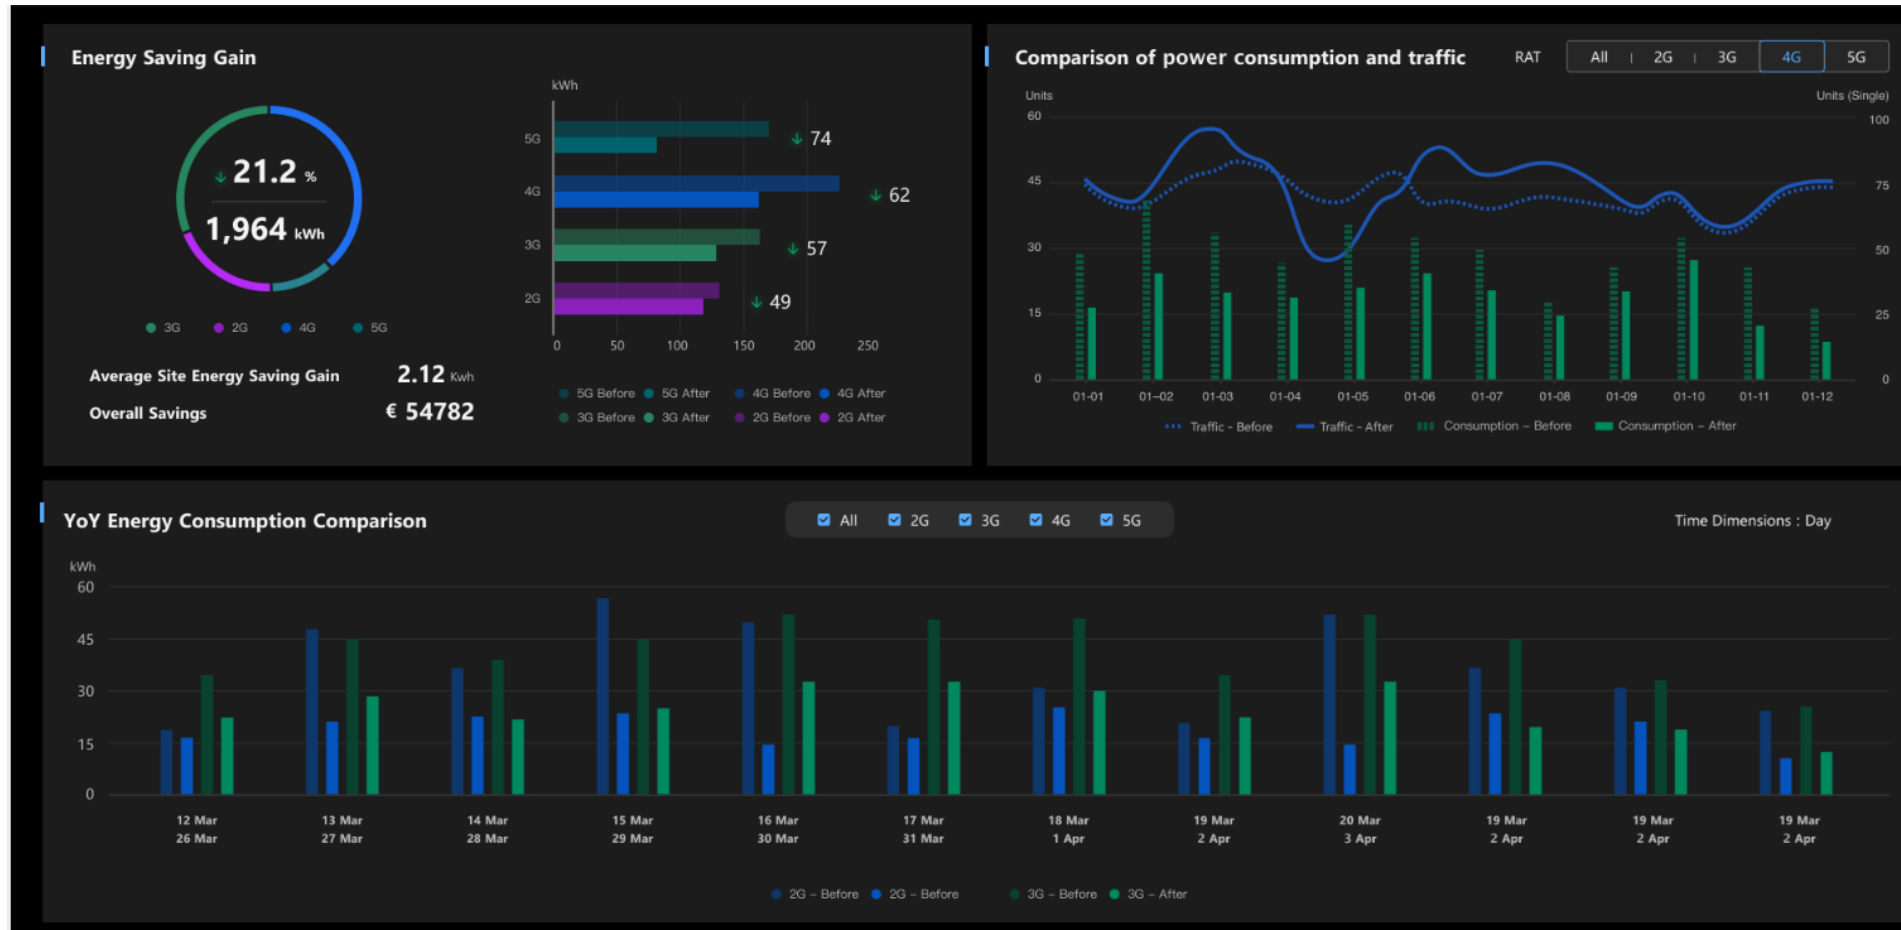 Energy Saving Gain
21.2 %
1,964 kWh
3G 2G 4G 5G
Average Site Energy Saving Gain 2.12 Kwh
Overall Savings € 54782
kWh
5G 74
4G 62
3G 57
2G 49
0 50 100 150 200 250
5G Before 5G After 4G Before 4G After
3G Before 3G After 2G Before 2G After
Comparison of power consumption and traffic
RAT All | 2G | 3G 4G 5G
Units Units (Single)
60 100
45 75
30 50
15 25
0 0
01-01 01-02 01-03 01-04 01-05 01-06 01-07 01-08 01-09 01-10 01-11 01-12
Traffic - Before Traffic - After Consumption - Before Consumption - After
YoY Energy Consumption Comparison
All 2G 3G 4G 5G
Time Dimensions : Day
kWh
60
45
30
15
0
12 Mar 13 Mar 14 Mar 15 Mar 16 Mar 17 Mar 18 Mar 19 Mar 20 Mar 19 Mar 19 Mar 19 Mar
26 Mar 27 Mar 28 Mar 29 Mar 30 Mar 31 Mar 1 Apr 2 Apr 3 Apr 2 Apr 2 Apr 2 Apr
2G - Before 2G - Before 3G - Before 3G - After